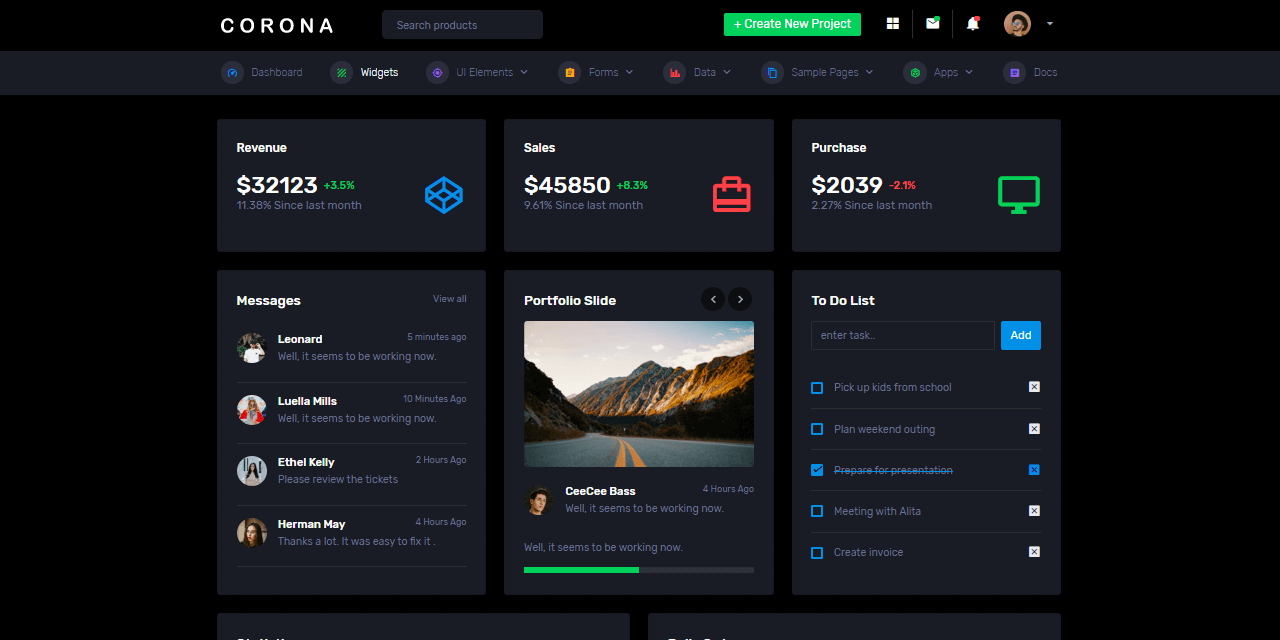 CORONA
Search products
+ Create New Project
Dashboard
Widgets
UI Elements
Forms
Data
Sample Pages
Apps
Docs
Revenue
$32123 +3.5%
11.38% Since last month
Sales
$45850 +8.3%
9.61% Since last month
Purchase
$2039 -2.1%
2.27% Since last month
Messages
View all
Leonard
5 minutes ago
Well, it seems to be working now.
Luella Mills
10 Minutes Ago
Well, it seems to be working now.
Ethel Kelly
2 Hours Ago
Please review the tickets
Herman May
4 Hours Ago
Thanks a lot. It was easy to fix it .
Portfolio Slide
CeeCee Bass
4 Hours Ago
Well, it seems to be working now.
Well, it seems to be working now.
To Do List
enter task..
Add
Pick up kids from school
Plan weekend outing
Prepare for presentation
Meeting with Alita
Create invoice